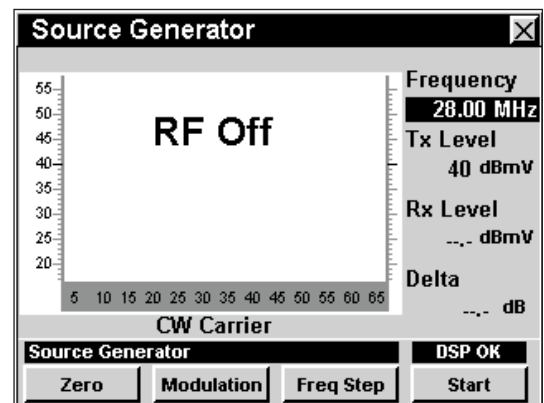 Source Generator
55
50
45
40
35
30
25
20
RF Off
5 10 15 20 25 30 35 40 45 50 55 60 65
CW Carrier
Frequency
28.00 MHz
Tx Level
40 dBmV
Rx Level
--.- dBmV
Delta
--.- dB
Source Generator DSP OK
Zero Modulation Freq Step Start